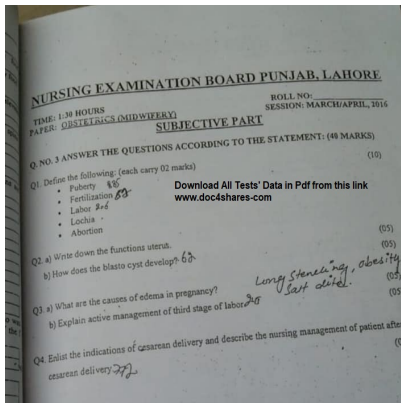 NURSING EXAMINATION BOARD PUNJAB, LAHORE
ROLL NO:
TIME: 1:30 HOURS
SESSION: MARCH/APRIL, 2016
PAPER: OBSTETRICS (MIDWIFERY)
SUBJECTIVE PART
Q. NO. 3 ANSWER THE QUESTIONS ACCORDING TO THE STATEMENT: (40 MARKS)
Q1. Define the following: (each carry 02 marks) (10)
• Puberty
• Fertilization
• Labor
• Lochia
• Abortion
Download All Tests' Data in Pdf from this link
www.doc4shares-com
Q2. a) Write down the functions uterus. (05)
b) How does the blasto cyst develop? 62 (05)
Long standing, obesity
Salt
Q3. a) What are the causes of edema in pregnancy? (05)
b) Explain active management of third stage of labor (05)
Q4. Enlist the indications of cesarean delivery and describe the nursing management of patient after
cesarean delivery